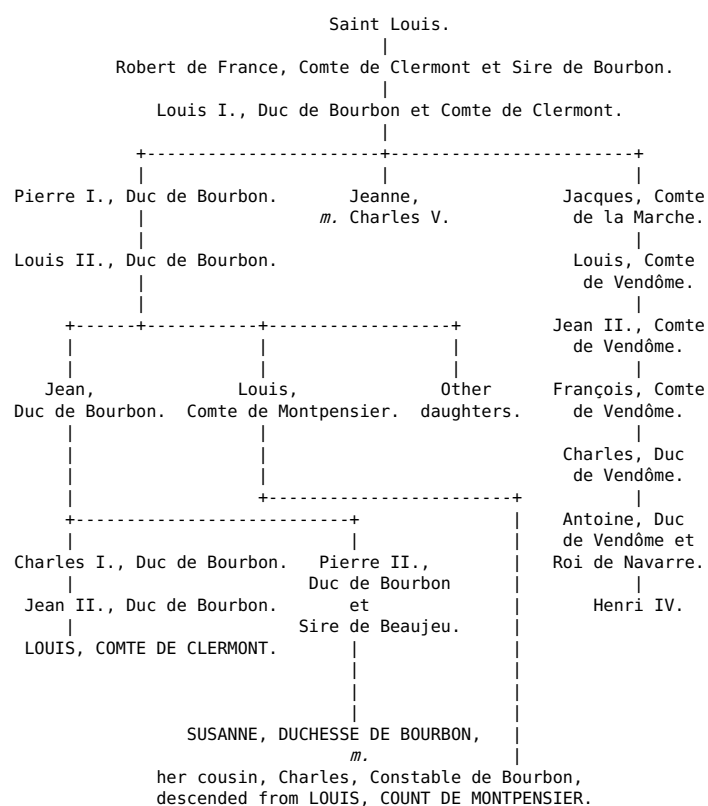 Saint Louis.
Robert de France, Comte de Clermont et Sire de Bourbon.
Louis I., Duc de Bourbon et Comte de Clermont.
Pierre I., Duc de Bourbon. Jeanne, Jacques, Comte
m. Charles V. de la Marche.
Louis II., Duc de Bourbon. Louis, Comte
de Vendôme.
Jean II., Comte
de Vendôme.
Jean, Louis, Other François, Comte
Duc de Bourbon. Comte de Montpensier. daughters. de Vendôme.
Charles, Duc
de Vendôme.
Antoine, Duc
de Vendôme et
Charles I., Duc de Bourbon. Pierre II., Roi de Navarre.
Duc de Bourbon
Jean II., Duc de Bourbon. et Henri IV.
Sire de Beaujeu.
LOUIS, COMTE DE CLERMONT.
SUSANNE, DUCHESSE DE BOURBON,
m.
her cousin, Charles, Constable de Bourbon,
descended from LOUIS, COUNT DE MONTPENSIER.